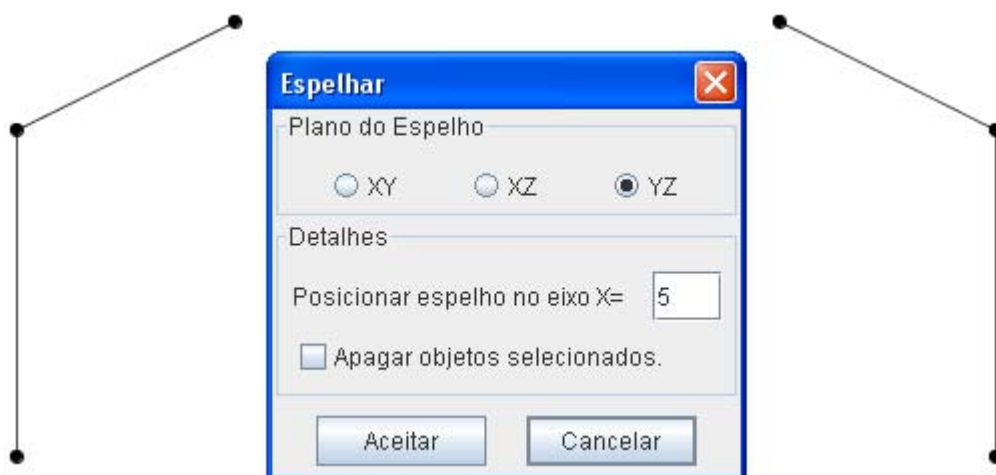 Espelhar
Plano do Espelho
XY XZ YZ
Detalhes
Posicionar espelho no eixo X= 5
Apagar objetos selecionados.
Aceitar Cancelar